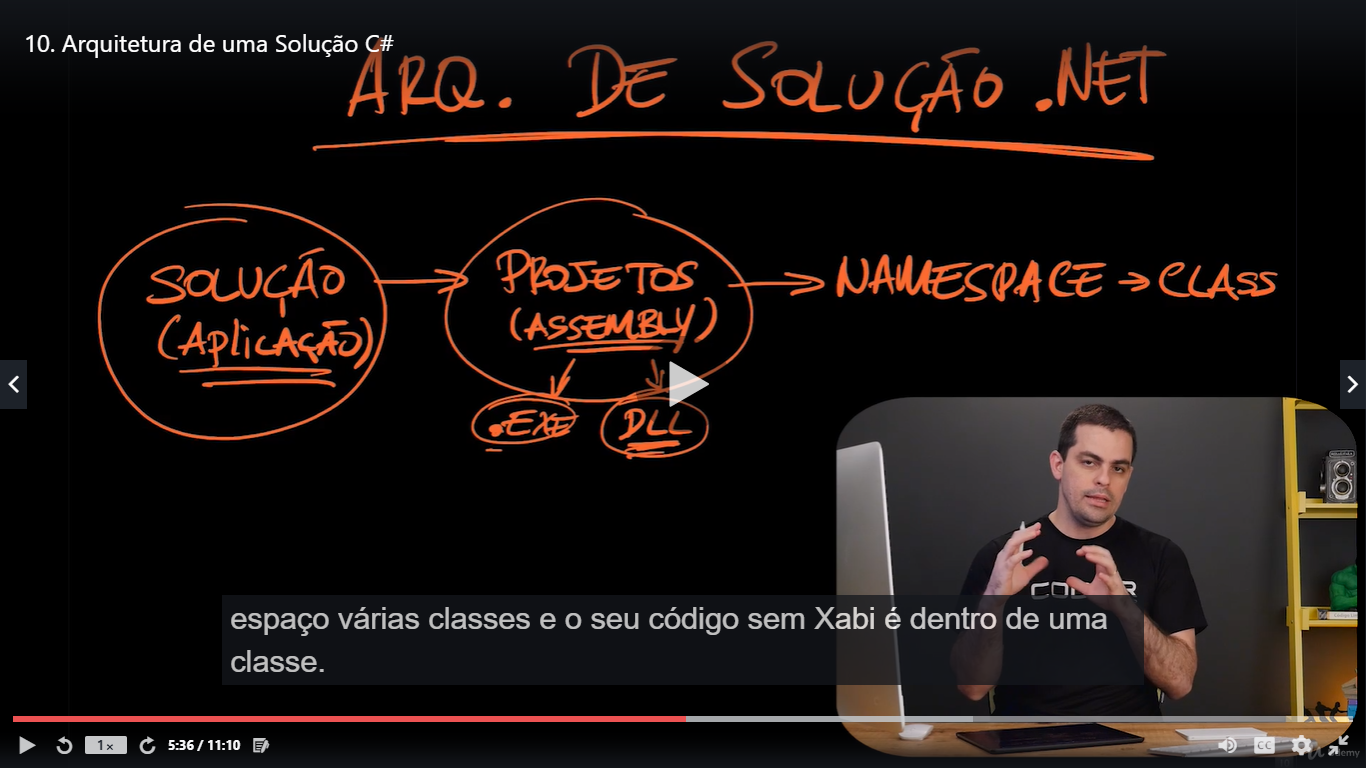 10. Arquitetura de uma Solução C#
ARQ. DE SOLUÇÃO .NET
SOLUÇÃO
(APLICAÇÃO)
PROJETOS
(ASSEMBLY)
NAMESPACE → CLASS
.EXE
DLL
espaço várias classes e o seu código sem Xabi é dentro de uma
classe.
1x
5:36 / 11:10
CC